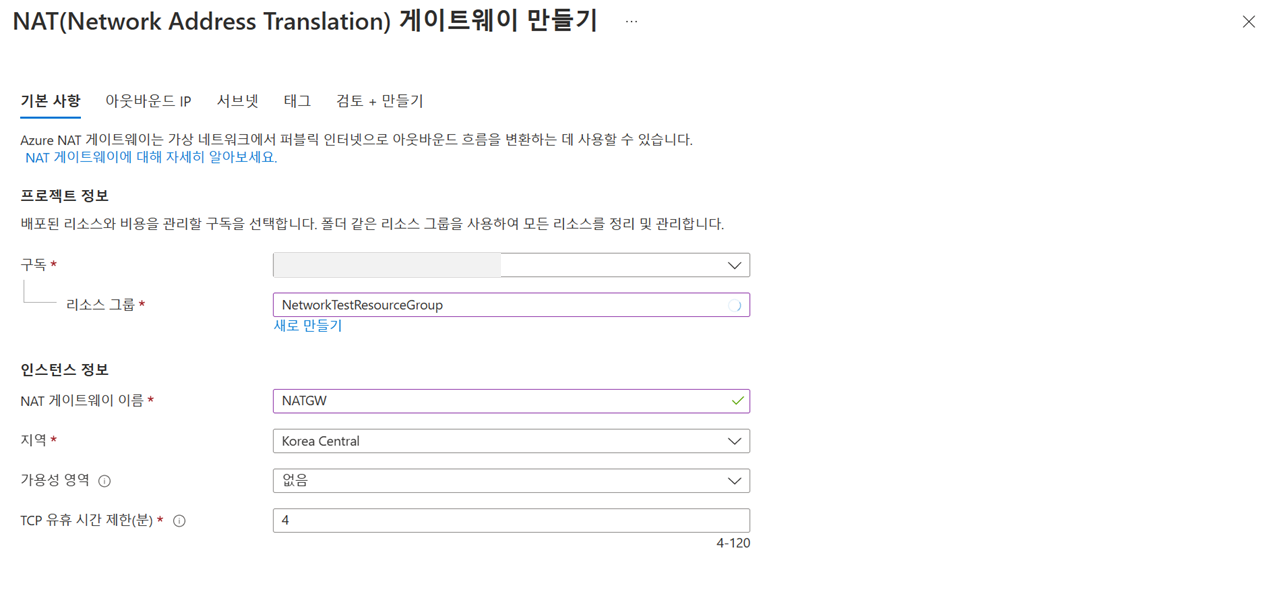 NAT(Network Address Translation) 게이트웨이 만들기 ...
기본 사항 아웃바운드 IP 서브넷 태그 검토 + 만들기
Azure NAT 게이트웨이는 가상 네트워크에서 퍼블릭 인터넷으로 아웃바운드 흐름을 변환하는 데 사용할 수 있습니다.
NAT 게이트웨이에 대해 자세히 알아보세요.
프로젝트 정보
배포된 리소스와 비용을 관리할 구독을 선택합니다. 폴더 같은 리소스 그룹을 사용하여 모든 리소스를 정리 및 관리합니다.
구독 *
리소스 그룹 * NetworkTestResourceGroup
새로 만들기
인스턴스 정보
NAT 게이트웨이 이름 * NATGW
지역 * Korea Central
가용성 영역 없음
TCP 유휴 시간 제한(분) * 4
4-120